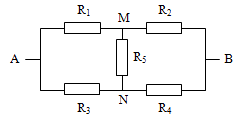 R₁ M R₂
A R₅ B
R₃ N R₄